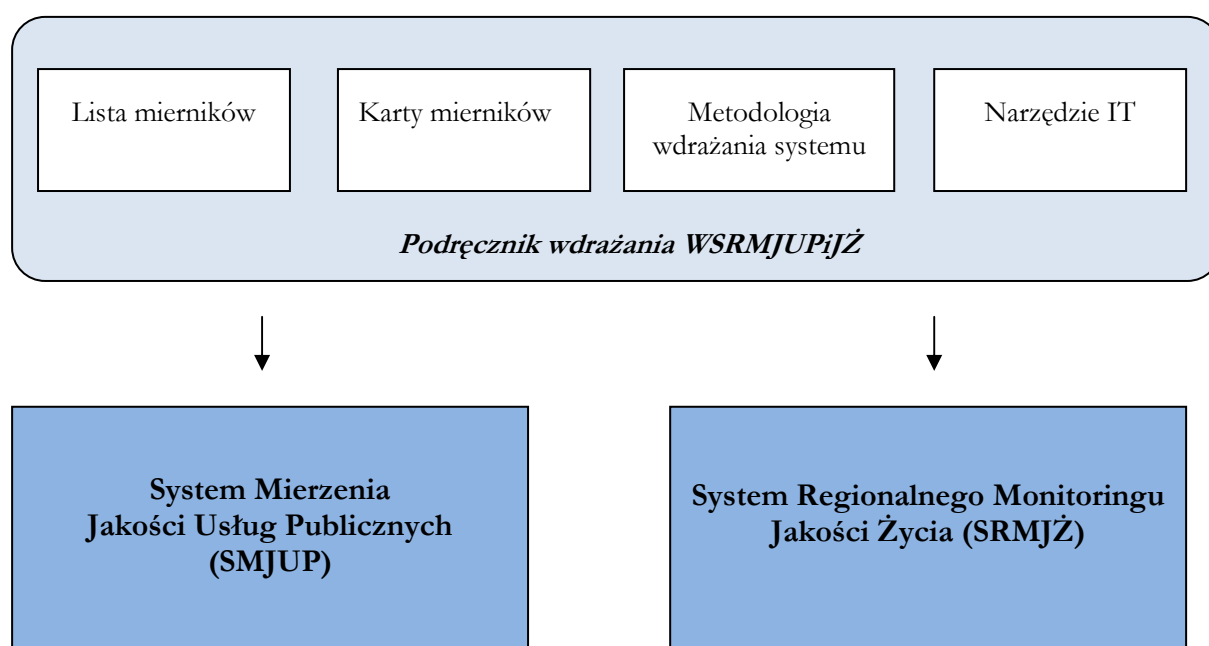 Lista mierników
Karty mierników
Metodologia
wdrażania systemu
Narzędzie IT
Podręcznik wdrażania WSRMJUPiJŻ
System Mierzenia
Jakości Usług Publicznych
(SMJUP)
System Regionalnego Monitoringu
Jakości Życia (SRMJŻ)